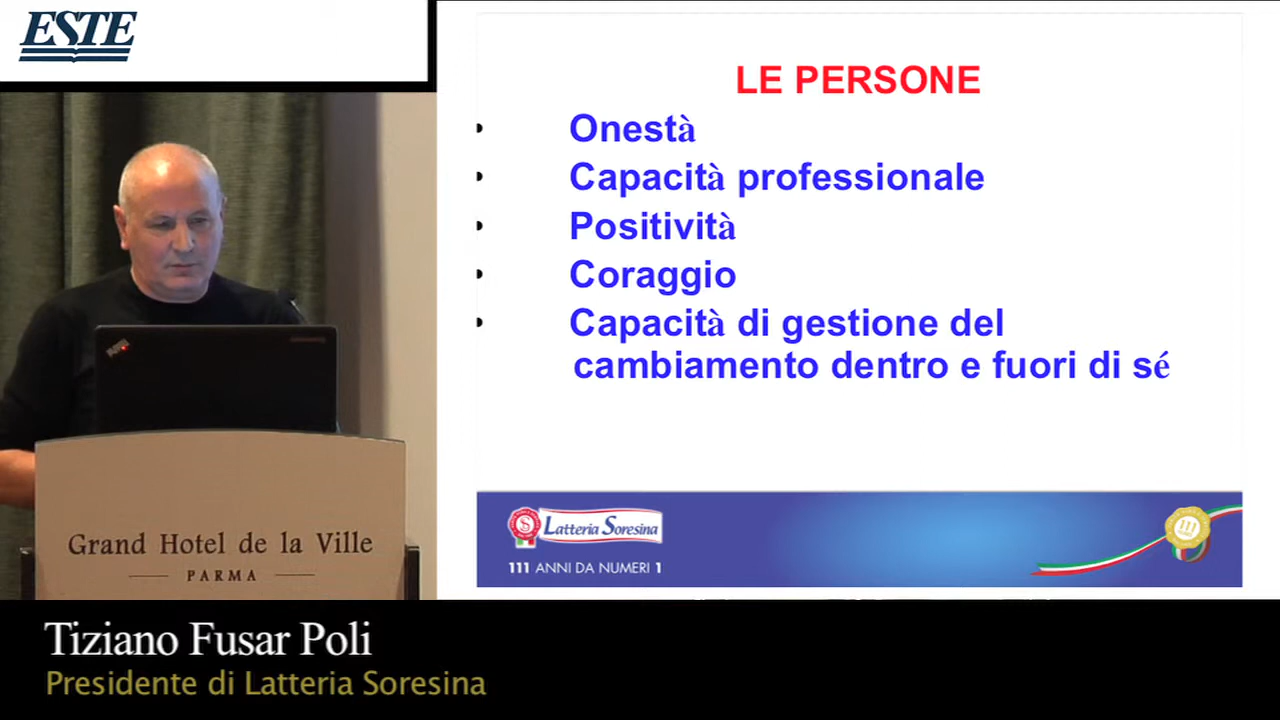 ESTE
LE PERSONE
• Onestà
• Capacità professionale
• Positività
• Coraggio
• Capacità di gestione del
cambiamento dentro e fuori di sé
Latteria Soresina
111 ANNI DA NUMERI 1
111
Grand Hotel de la Ville
PARMA
Tiziano Fusar Poli
Presidente di Latteria Soresina